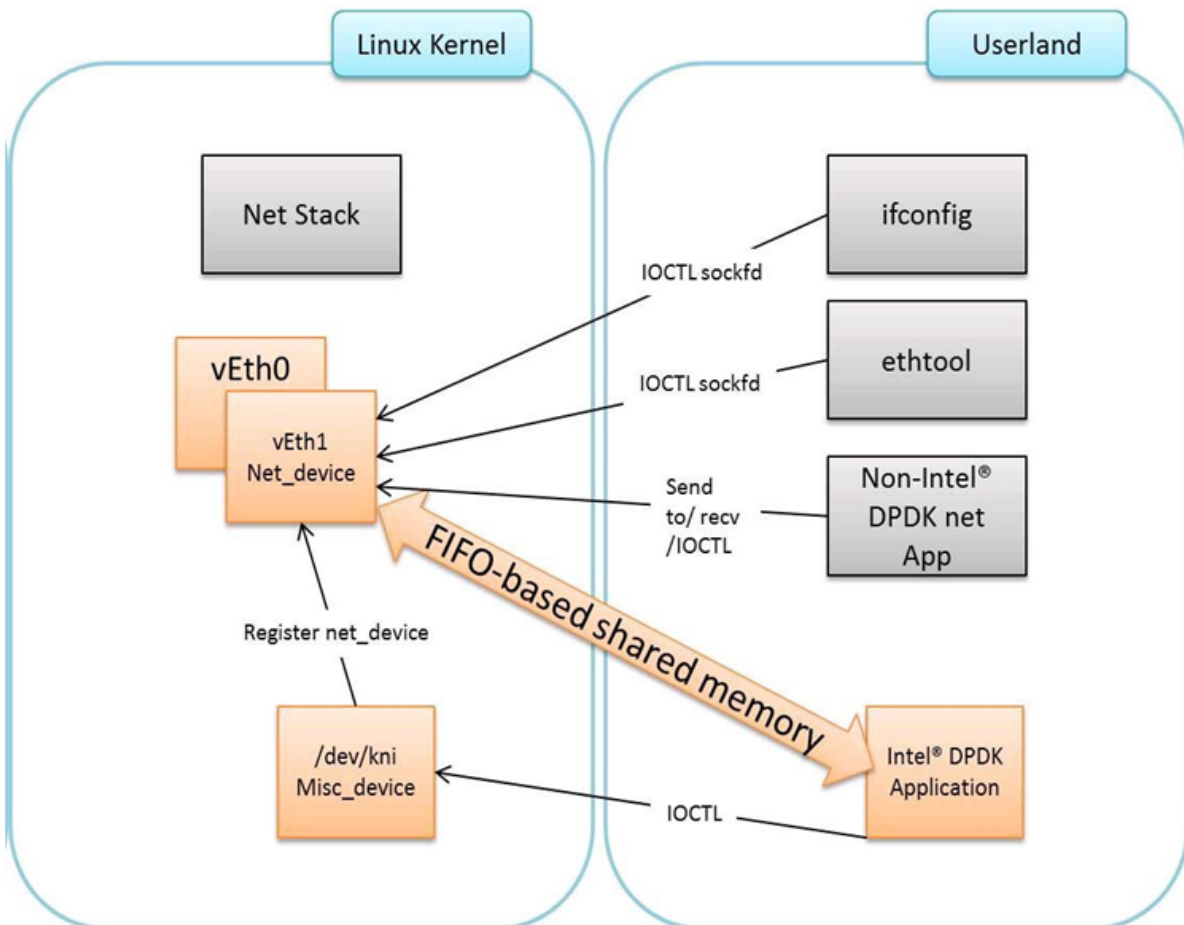 Linux Kernel
Userland
Net Stack
ifconfig
IOCTL sockfd
vEth0
ethtool
IOCTL sockfd
vEth1
Net_device
Non-Intel®
DPDK net
App
Send
to/ recv
/IOCTL
FIFO-based shared memory
Register net_device
/dev/kni
Misc_device
Intel® DPDK
Application
IOCTL